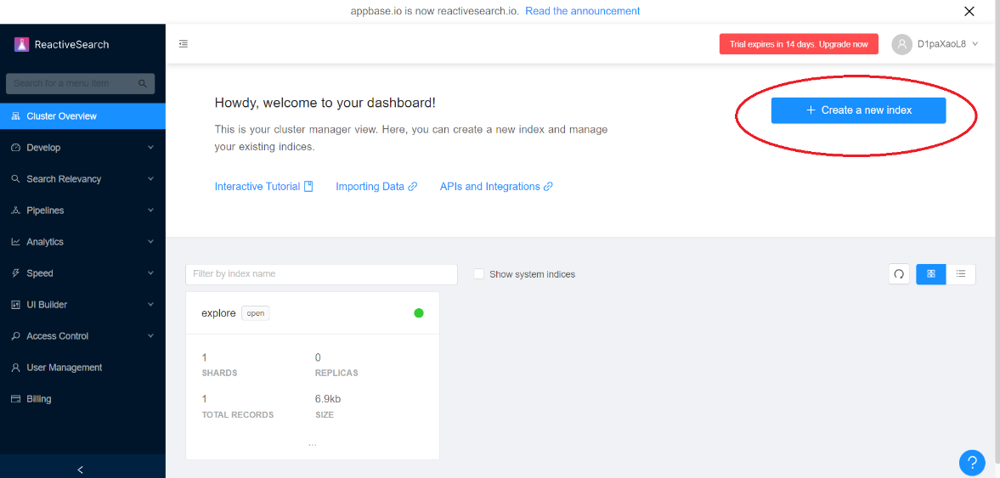 appbase.io is now reactivesearch.io. Read the announcement
ReactiveSearch
Trial expires in 14 days. Upgrade now
D1paXaoL8
Search for a menu item
Cluster Overview
Develop
Search Relevancy
Pipelines
Analytics
Speed
UI Builder
Access Control
User Management
Billing
Howdy, welcome to your dashboard!
+ Create a new index
This is your cluster manager view. Here, you can create a new index and manage
your existing indices.
Interactive Tutorial Importing Data APIs and Integrations
Filter by index name
Show system indices
explore open
1 0
SHARDS REPLICAS
1 6.9kb
TOTAL RECORDS SIZE
...
?